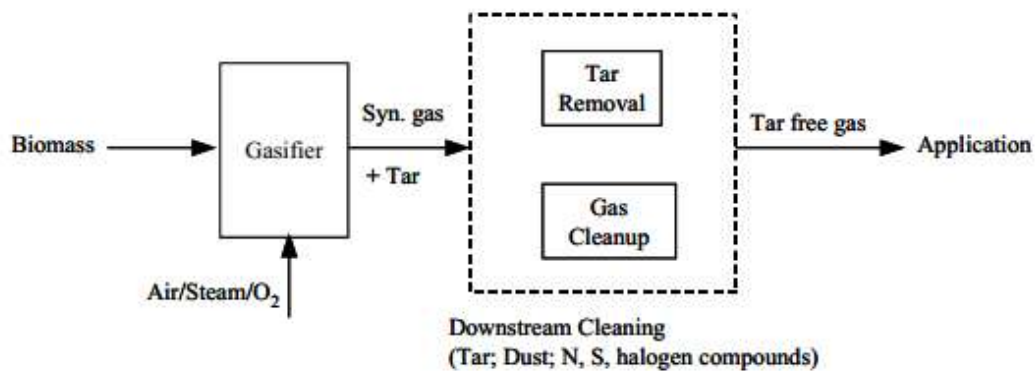 Biomass
Gasifier
Air/Steam/O₂
Syn. gas
+ Tar
Tar
Removal
Gas
Cleanup
Tar free gas
Application
Downstream Cleaning
(Tar; Dust; N, S, halogen compounds)